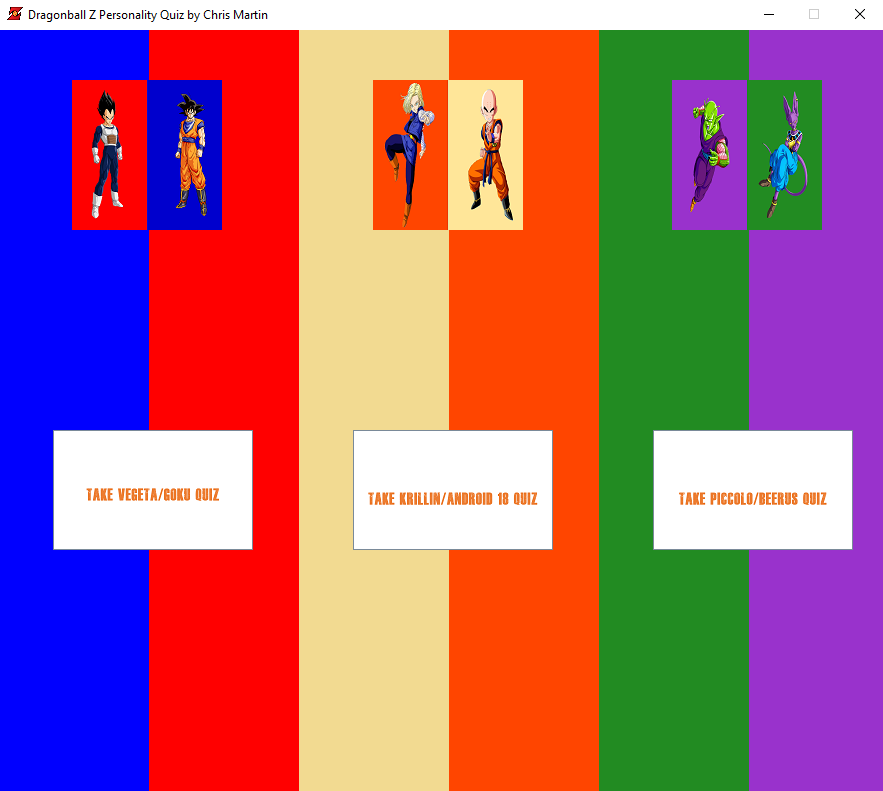 Dragonball Z Personality Quiz by Chris Martin
TAKE VEGETA/GOKU QUIZ
TAKE KRILLIN/ANDROID 18 QUIZ
TAKE PICCOLO/BEERUS QUIZ